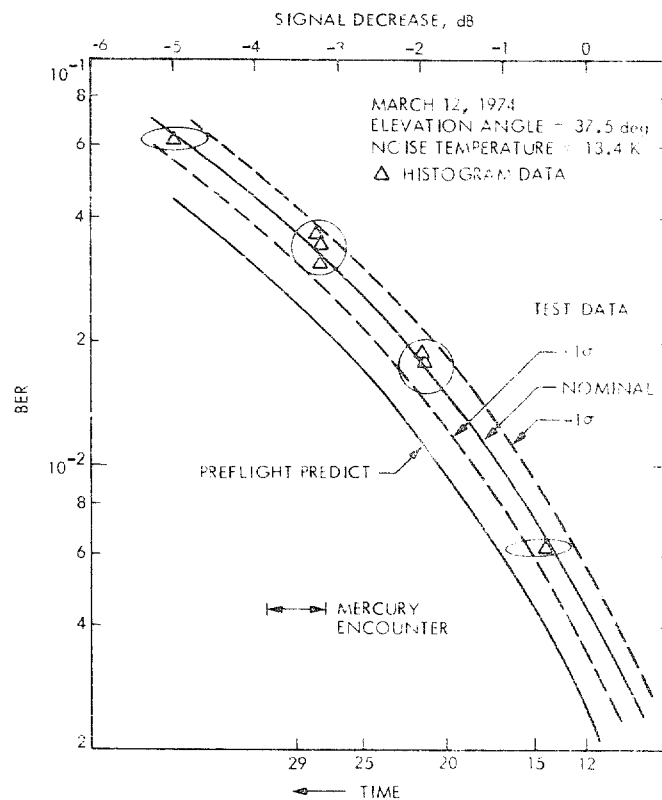 SIGNAL DECREASE, dB
-6 -5 -4 -3 -2 -1 0
10-1
8
6
4
2
10-2
8
6
4
2
BER
MARCH 12, 1974
ELEVATION ANGLE = 37.5 deg
NOISE TEMPERATURE = 13.4 K
△ HISTOGRAM DATA
TEST DATA
-1σ
NOMINAL
-1σ
PREFLIGHT PREDICT
MERCURY
ENCOUNTER
29 25 20 15 12
TIME